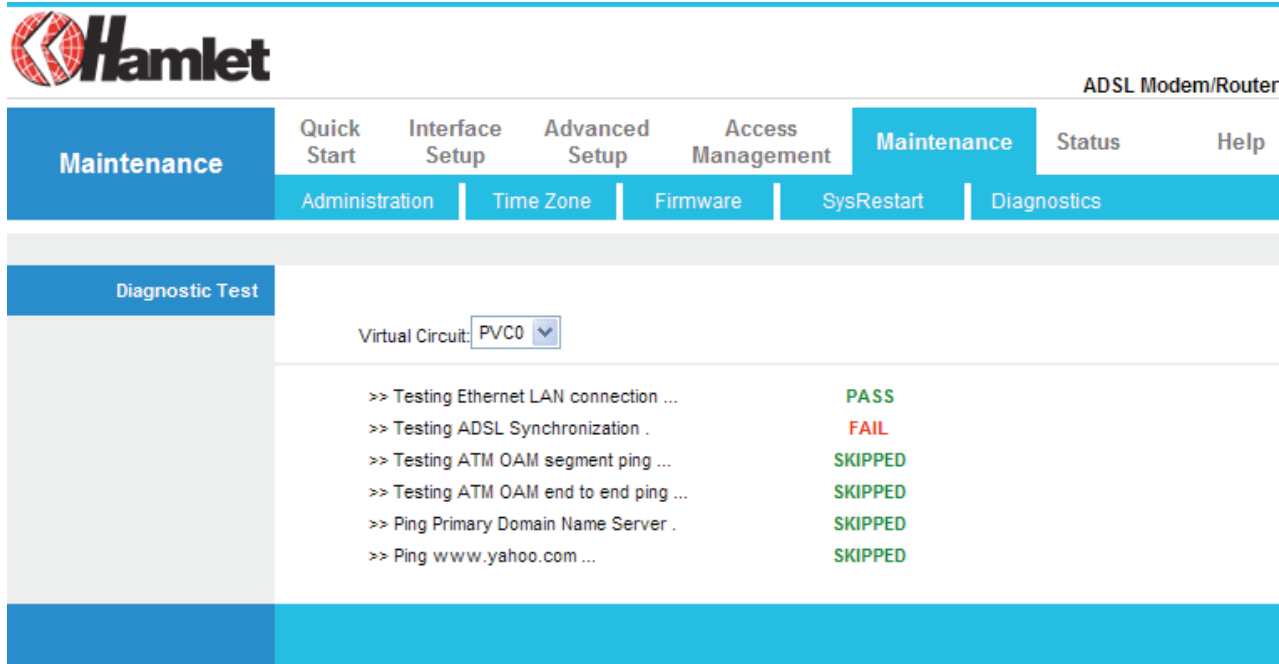 Hamlet
ADSL Modem/Router
Maintenance
Quick Start
Interface Setup
Advanced Setup
Access Management
Maintenance
Status
Help
Administration
Time Zone
Firmware
SysRestart
Diagnostics
Diagnostic Test
Virtual Circuit: PVC0
>> Testing Ethernet LAN connection ... PASS
>> Testing ADSL Synchronization . FAIL
>> Testing ATM OAM segment ping ... SKIPPED
>> Testing ATM OAM end to end ping ... SKIPPED
>> Ping Primary Domain Name Server . SKIPPED
>> Ping www.yahoo.com ... SKIPPED